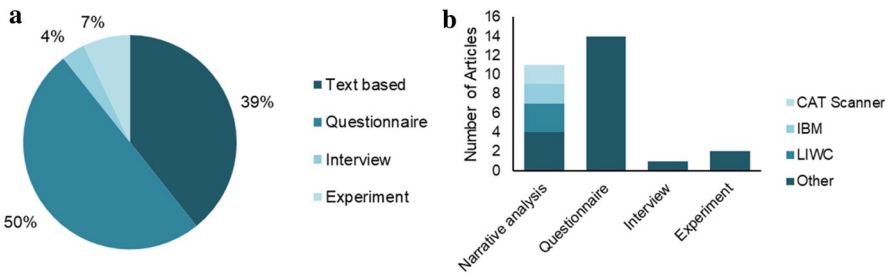 a
7%
4%
39%
50%
Text based
Questionnaire
Interview
Experiment
b
Number of Articles
16
14
12
10
8
6
4
2
0
Narrative analysis
Questionnaire
Interview
Experiment
CAT Scanner
IBM
LIWC
Other